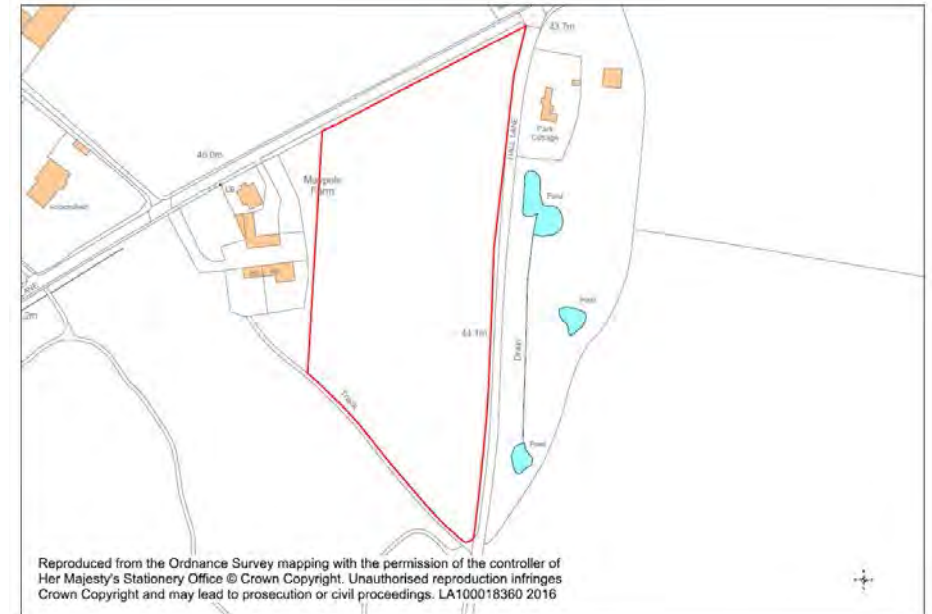 43.7m
HALL LANE
Park
Cottage
40.0m
LB
Maypole
Farm
Pond
Pond
44.1m
Drain
Track
Pond
Reproduced from the Ordnance Survey mapping with the permission of the controller of
Her Majesty's Stationery Office © Crown Copyright. Unauthorised reproduction infringes
Crown Copyright and may lead to prosecution or civil proceedings. LA100018360 2016